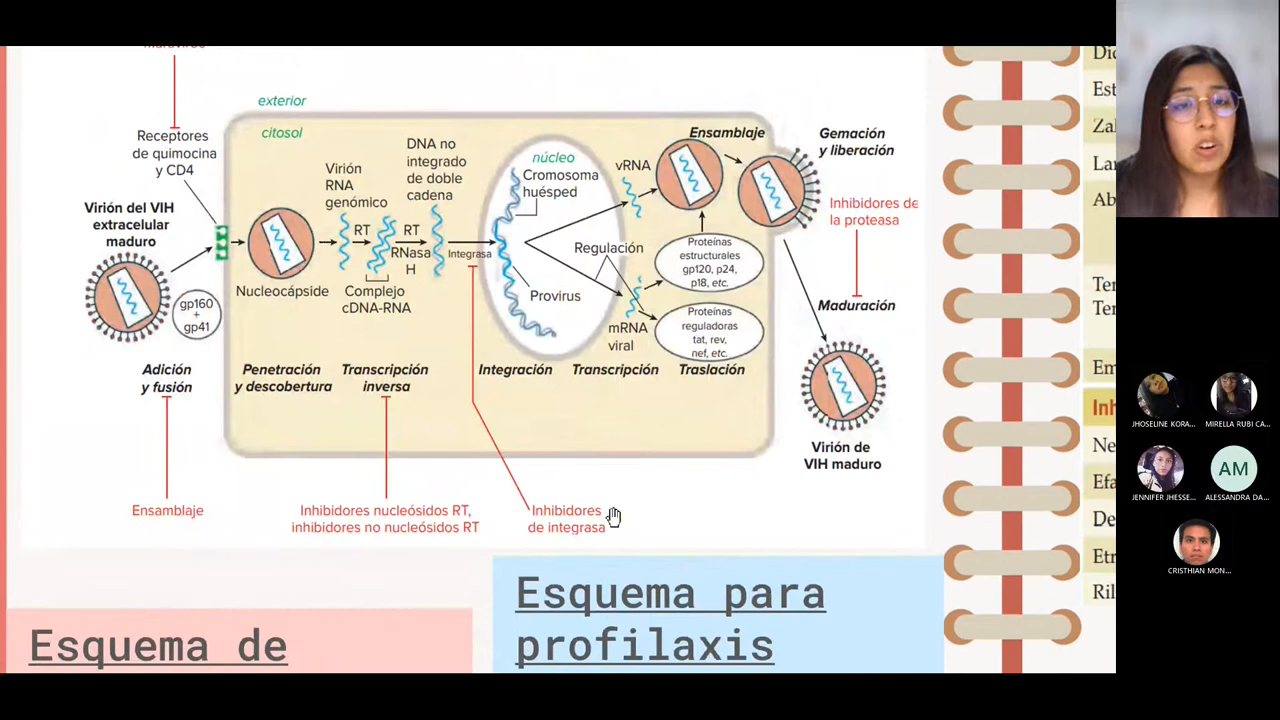 exterior
citosol
Receptores
de quimocina
y CD4
Virión del VIH
extracelular
maduro
gp160
+
gp41
Nucleocápside
Virión
RNA
genómico
RT
RT
RNasa
H
Complejo
cDNA-RNA
DNA no
integrado
de doble
cadena
Integrasa
núcleo
Cromosoma
huésped
Provirus
Regulación
vRNA
mRNA
viral
Ensamblaje
Proteínas
estructurales
gp120, p24,
p18, etc.
Proteínas
reguladoras
tat, rev,
nef, etc.
Gemación
y liberación
Inhibidores de
la proteasa
Maduración
Virión de
VIH maduro
Adición
y fusión
Penetración
y descobertura
Transcripción
inversa
Integración
Transcripción
Traslación
Ensamblaje
Inhibidores nucleósidos RT,
inhibidores no nucleósidos RT
Inhibidores
de integrasa
Esquema de
Esquema para
profilaxis
Est
Zal
Lar
Ab
Ter
Ter
Em
Inh
Ne
Efa
De
Etr
Ril
JHOSELINE KORA...
MIRELLA RUBI CA...
JENNIFER JHESSE...
AM
ALESSANDRA DA...
CRISTHIAN MON...